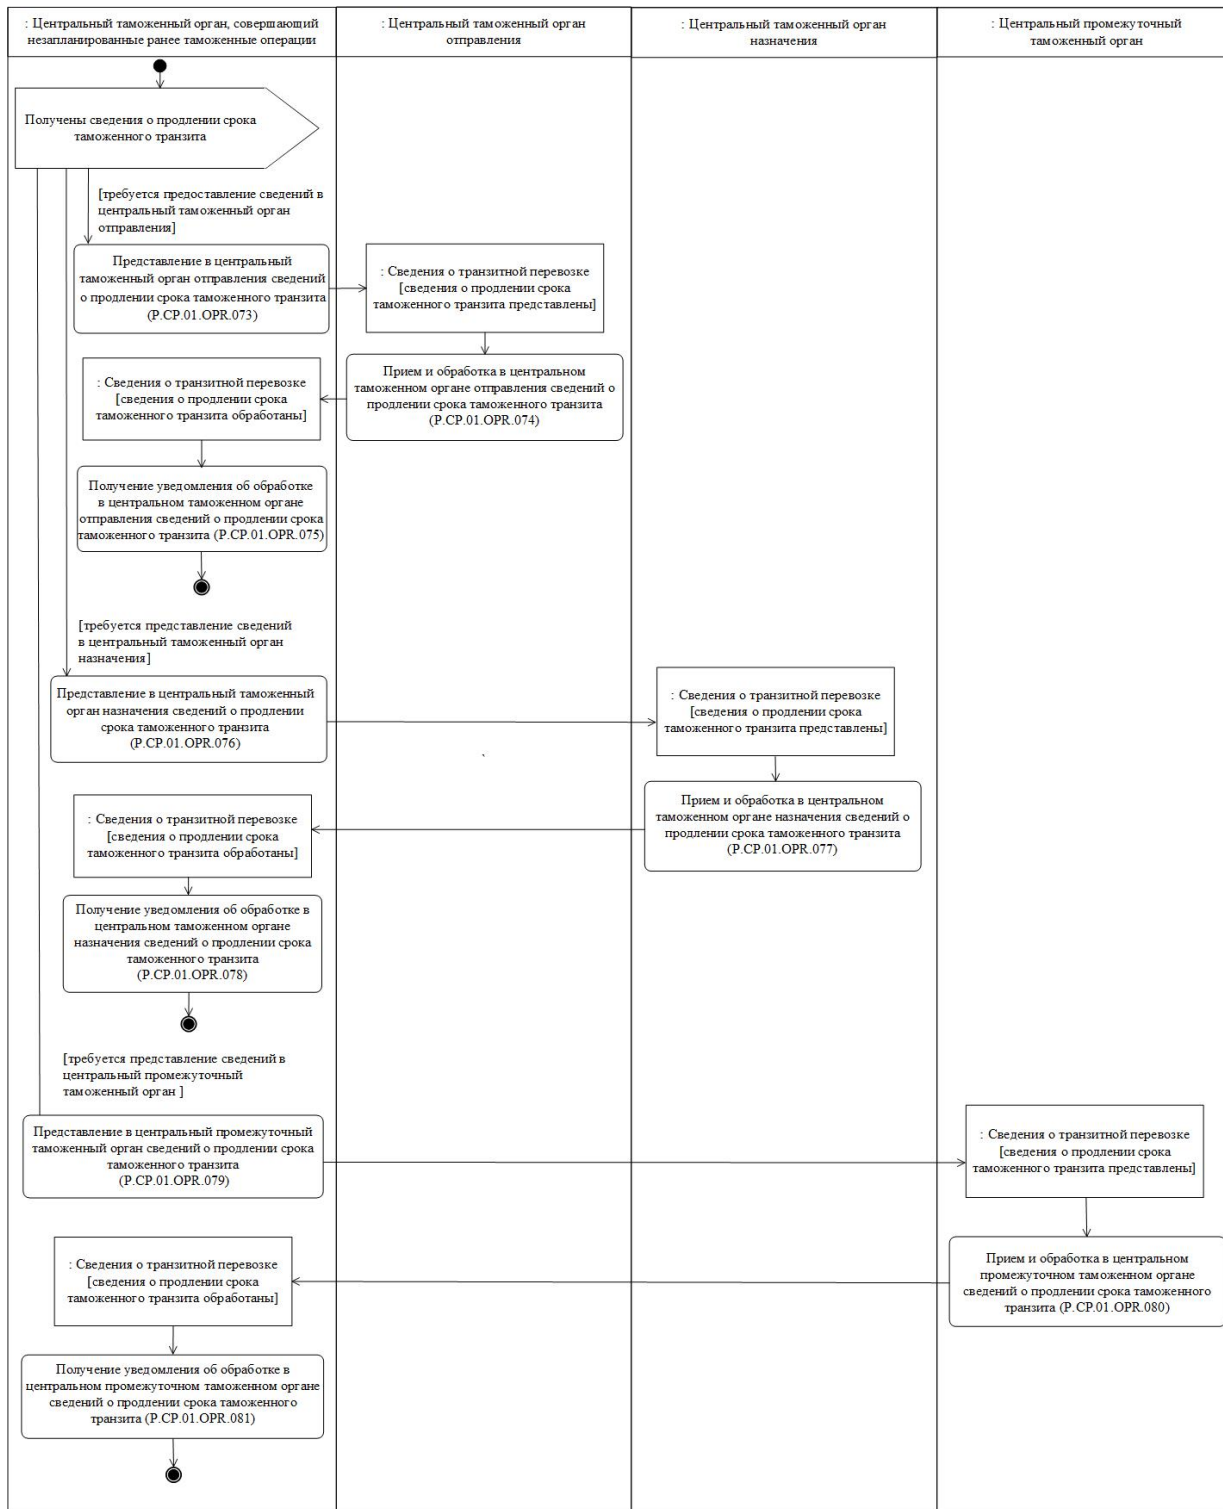 : Центральный таможенный орган, совершающий
незапланированные ранее таможенные операции
: Центральный таможенный орган
отправления
: Центральный таможенный орган
назначения
: Центральный промежуточный
таможенный орган
Получены сведения о продлении срока
таможенного транзита
[требуется предоставление сведений в
центральный таможенный орган
отправления]
Представление в центральный
таможенный орган отправления сведений
о продлении срока таможенного транзита
(P.CP.01.OPR.073)
: Сведения о транзитной перевозке
[сведения о продлении срока
таможенного транзита представлены]
Прием и обработка в центральном
таможенном органе отправления сведений о
продлении срока таможенного транзита
(P.CP.01.OPR.074)
: Сведения о транзитной перевозке
[сведения о продлении срока
таможенного транзита обработаны]
Получение уведомления об обработке
в центральном таможенном органе
отправления сведений о продлении срока
таможенного транзита (P.CP.01.OPR.075)
[требуется представление сведений
в центральный таможенный орган
назначения]
Представление в центральный таможенный
орган назначения сведений о продлении
срока таможенного транзита
(P.CP.01.OPR.076)
: Сведения о транзитной перевозке
[сведения о продлении срока
таможенного транзита представлены]
Прием и обработка в центральном
таможенном органе назначения сведений о
продлении срока таможенного транзита
(P.CP.01.OPR.077)
: Сведения о транзитной перевозке
[сведения о продлении срока
таможенного транзита обработаны]
Получение уведомления об обработке в
центральном таможенном органе
назначения сведений о продлении срока
таможенного транзита
(P.CP.01.OPR.078)
[требуется представление сведений в
центральный промежуточный
таможенный орган ]
Представление в центральный промежуточный
таможенный орган сведений о продлении срока
таможенного транзита
(P.CP.01.OPR.079)
: Сведения о транзитной перевозке
[сведения о продлении срока
таможенного транзита представлены]
Прием и обработка в центральном
промежуточном таможенном органе
сведений о продлении срока таможенного
транзита (P.CP.01.OPR.080)
: Сведения о транзитной перевозке
[сведения о продлении срока
таможенного транзита обработаны]
Получение уведомления об обработке в
центральном промежуточном таможенном органе
сведений о продлении срока таможенного
транзита (P.CP.01.OPR.081)